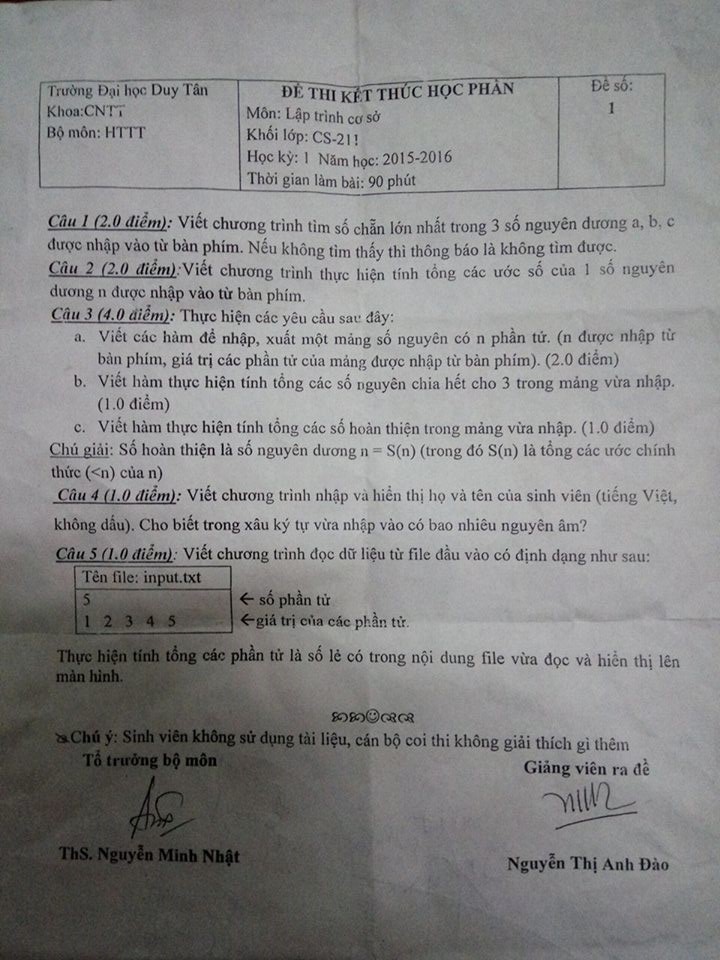 Trường Đại học Duy Tân
Khoa:CNTT
Bộ môn: HTTT
ĐỀ THI KẾT THÚC HỌC PHẦN
Môn: Lập trình cơ sở
Khối lớp: CS-211
Học kỳ: 1 Năm học: 2015-2016
Thời gian làm bài: 90 phút
Đề số:
1
Câu 1 (2.0 điểm): Viết chương trình tìm số chẵn lớn nhất trong 3 số nguyên dương a, b, c
được nhập vào từ bàn phím. Nếu không tìm thấy thì thông báo là không tìm được.
Câu 2 (2.0 điểm):Viết chương trình thực hiện tính tổng các ước số của 1 số nguyên
dương n được nhập vào từ bàn phím.
Câu 3 (4.0 điểm): Thực hiện các yêu cầu sau đây:
a. Viết các hàm để nhập, xuất một mảng số nguyên có n phần tử. (n được nhập từ
bàn phím, giá trị các phần tử của mảng được nhập từ bàn phím). (2.0 điểm)
b. Viết hàm thực hiện tính tổng các số nguyên chia hết cho 3 trong mảng vừa nhập.
(1.0 điểm)
c. Viết hàm thực hiện tính tổng các số hoàn thiện trong mảng vừa nhập. (1.0 điểm)
Chú giải: Số hoàn thiện là số nguyên dương n = S(n) (trong đó S(n) là tổng các ước chính
thức (<n) của n)
Câu 4 (1.0 điểm): Viết chương trình nhập và hiển thị họ và tên của sinh viên (tiếng Việt,
không dấu). Cho biết trong xâu ký tự vừa nhập vào có bao nhiêu nguyên âm?
Câu 5 (1.0 điểm): Viết chương trình đọc dữ liệu từ file đầu vào có định dạng như sau:
Tên file: input.txt
5 ← số phần tử
1 2 3 4 5 ←giá trị của các phần tử.
Thực hiện tính tổng các phần tử là số lẻ có trong nội dung file vừa đọc và hiển thị lên
màn hình.
Chú ý: Sinh viên không sử dụng tài liệu, cán bộ coi thi không giải thích gì thêm
Tổ trưởng bộ môn
Giảng viên ra đề
ThS. Nguyễn Minh Nhật
Nguyễn Thị Anh Đào